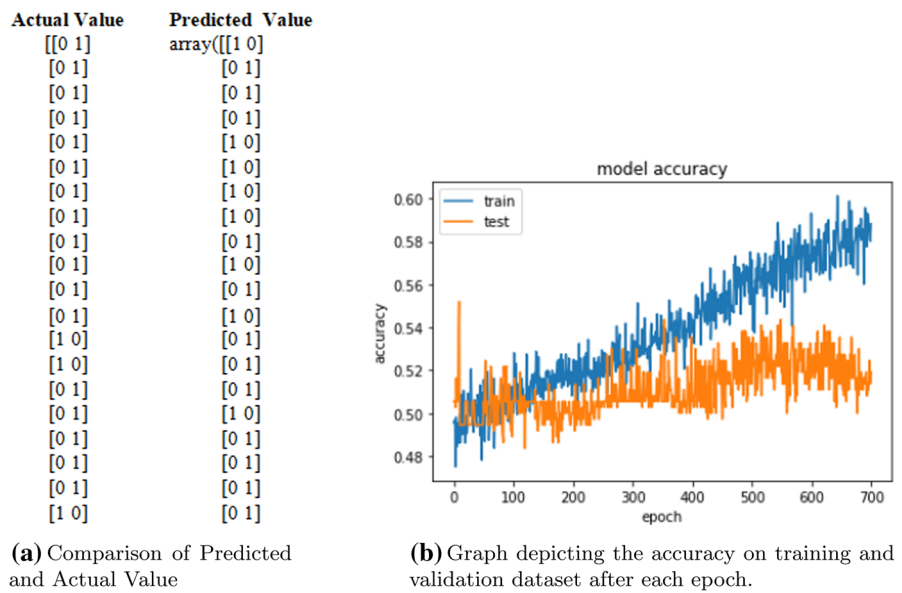 Actual Value Predicted Value
[[0 1] array([[1 0]
[0 1] [0 1]
[0 1] [0 1]
[0 1] [0 1]
[0 1] [1 0]
[0 1] [1 0]
[0 1] [1 0]
[0 1] [1 0]
[0 1] [0 1]
[0 1] [1 0]
[0 1] [0 1]
[0 1] [1 0]
[1 0] [0 1]
[1 0] [0 1]
[0 1] [0 1]
[0 1] [1 0]
[0 1] [0 1]
[0 1] [0 1]
[0 1] [0 1]
[1 0] [0 1]
(a) Comparison of Predicted
and Actual Value
model accuracy
train
test
accuracy
0.60
0.58
0.56
0.54
0.52
0.50
0.48
0 100 200 300 400 500 600 700
epoch
(b) Graph depicting the accuracy on training and
validation dataset after each epoch.